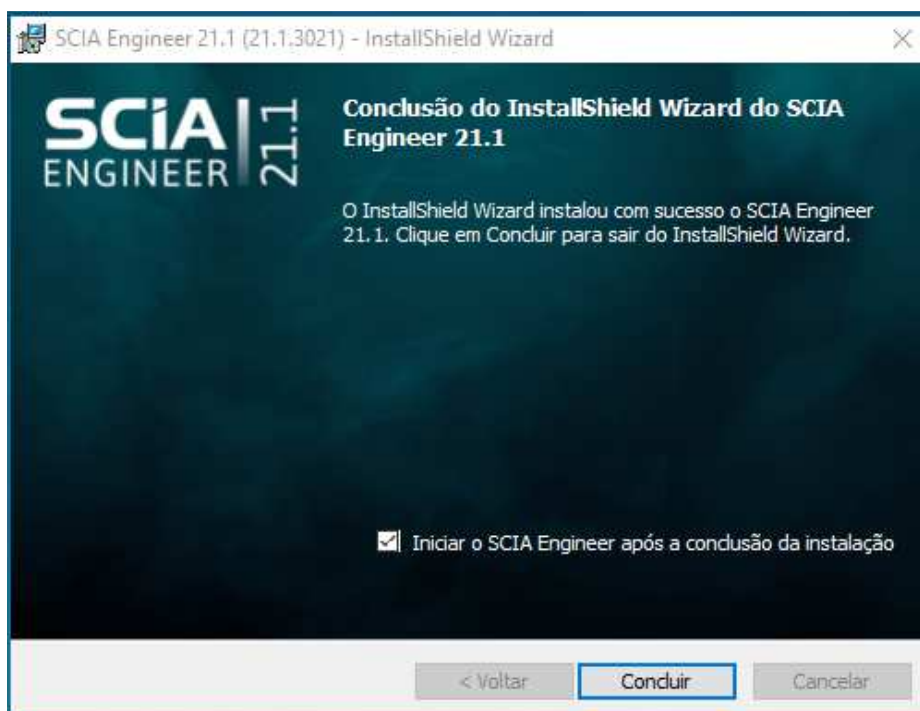 SCIA Engineer 21.1 (21.1.3021) - InstallShield Wizard
SCiA
ENGINEER
21.1
Conclusão do InstallShield Wizard do SCIA
Engineer 21.1
O InstallShield Wizard instalou com sucesso o SCIA Engineer
21.1. Clique em Concluir para sair do InstallShield Wizard.
Iniciar o SCIA Engineer após a conclusão da instalação
< Voltar
Concluir
Cancelar